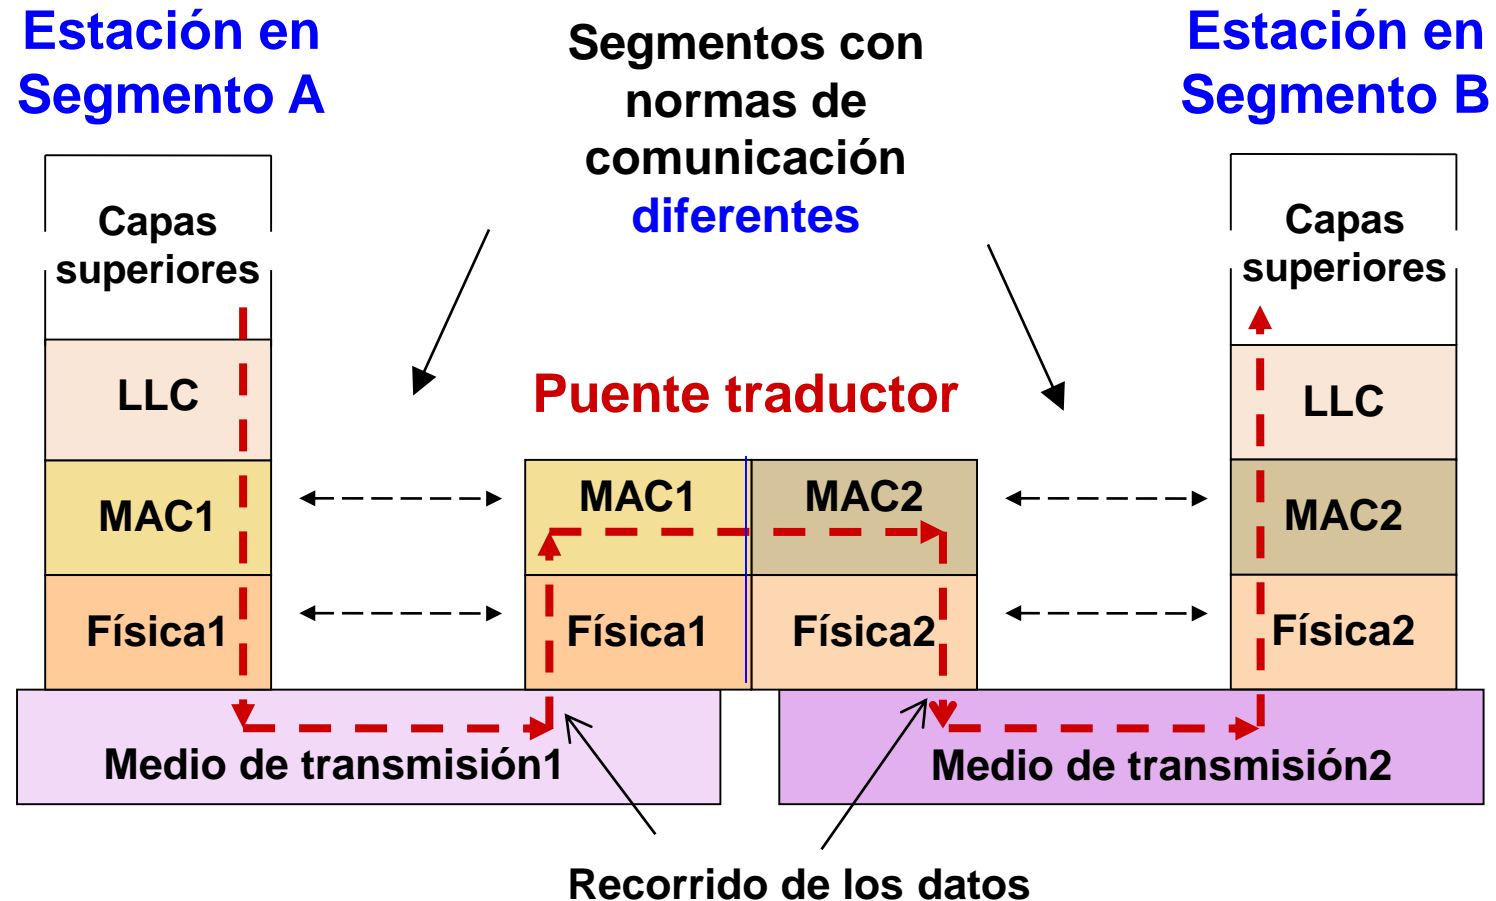 Estación en
Segmento A
Segmentos con
normas de
comunicación
diferentes
Estación en
Segmento B
Capas
superiores
LLC
MAC1
Física1
Puente traductor
MAC1
MAC2
Física1
Física2
Capas
superiores
LLC
MAC2
Física2
Medio de transmisión1
Medio de transmisión2
Recorrido de los datos